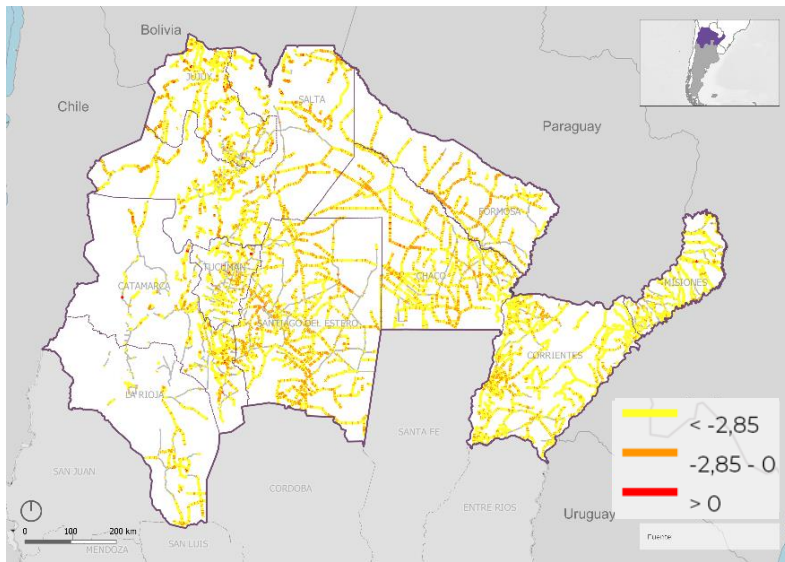 Bolivia
JUJUY
SALTA
Chile
Paraguay
FORMOSA
CHACO
TUCUMÁN
CATAMARCA
MISIONES
SANTIAGO DEL ESTERO
CORRIENTES
LA RIOJA
< -2,85
-2,85 - 0
> 0
SANTA FE
SAN JUAN
CORDOBA
ENTRE RIOS
Uruguay
0 100 200 km
Fuente
MENDOZA
SAN LUIS